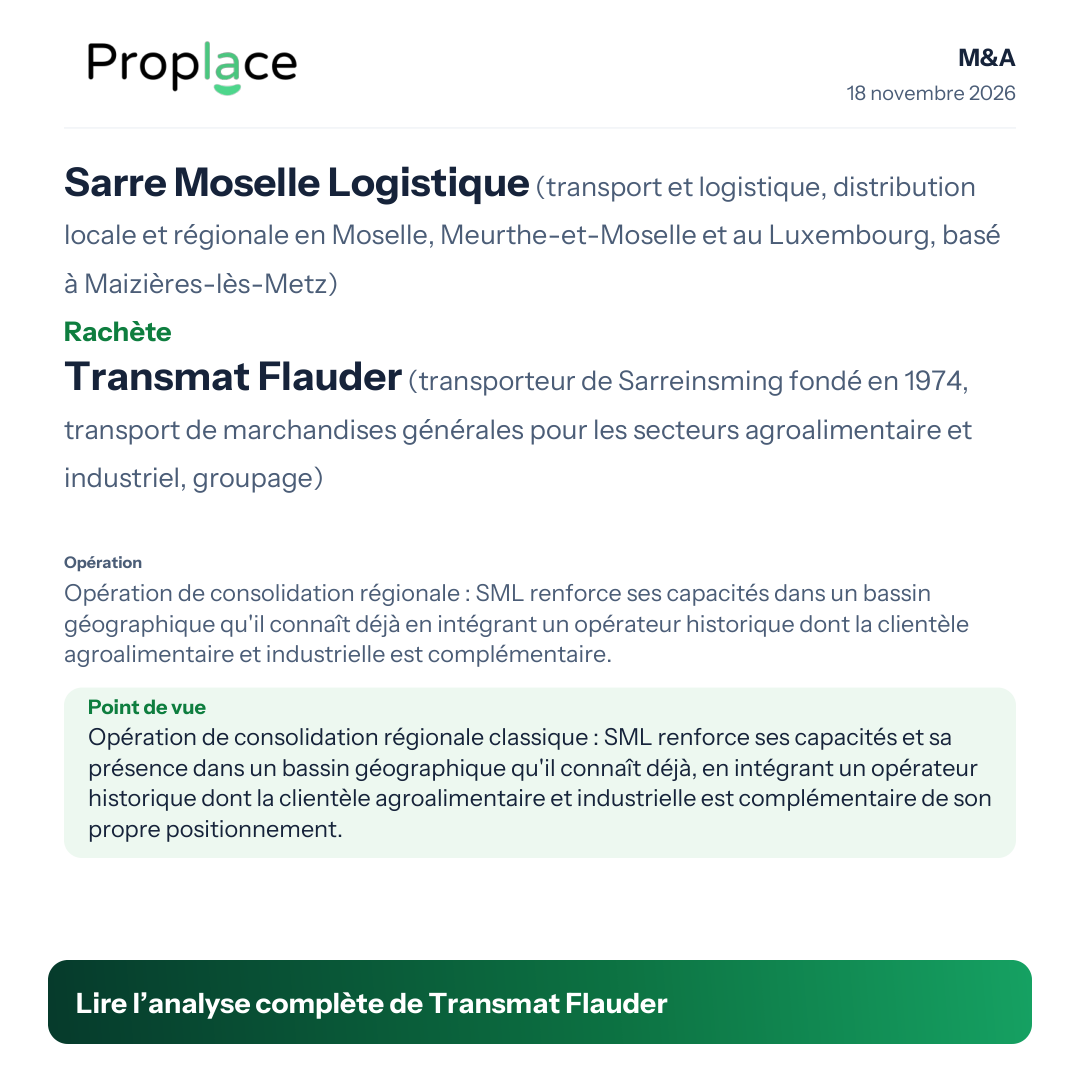 Proplace
M&A
18 novembre 2026
Sarre Moselle Logistique (transport et logistique, distribution
locale et régionale en Moselle, Meurthe-et-Moselle et au Luxembourg, basé
à Maizières-lès-Metz)
Rachète
Transmat Flauder (transporteur de Sarreinsming fondé en 1974,
transport de marchandises générales pour les secteurs agroalimentaire et
industriel, groupage)
Opération
Opération de consolidation régionale : SML renforce ses capacités dans un bassin
géographique qu'il connaît déjà en intégrant un opérateur historique dont la clientèle
agroalimentaire et industrielle est complémentaire.
Point de vue
Opération de consolidation régionale classique : SML renforce ses capacités et sa
présence dans un bassin géographique qu'il connaît déjà, en intégrant un opérateur
historique dont la clientèle agroalimentaire et industrielle est complémentaire de son
propre positionnement.
Lire l’analyse complète de Transmat Flauder